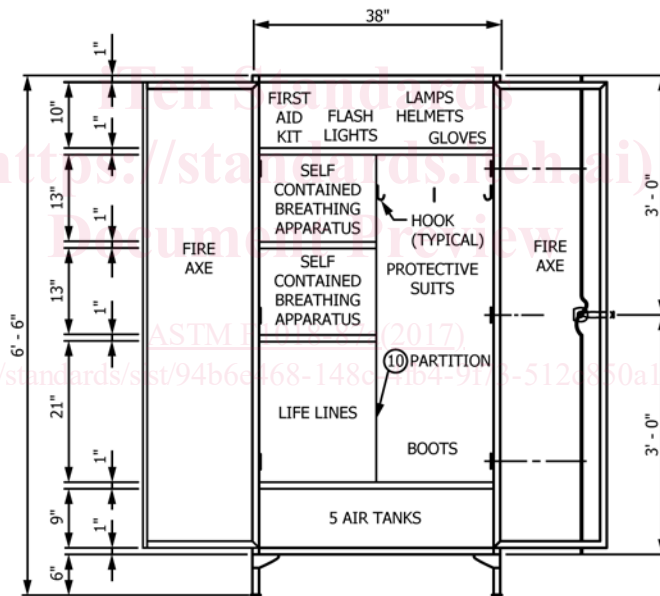 38"
1"
10"
1"
13"
1"
13"
1"
21"
1"
9"
1"
6"
6' - 6"
3' - 0"
3' - 0"
FIRST
AID
KIT
FLASH
LIGHTS
LAMPS
HELMETS
GLOVES
SELF
CONTAINED
BREATHING
APPARATUS
HOOK
(TYPICAL)
FIRE
AXE
SELF
CONTAINED
BREATHING
APPARATUS
PROTECTIVE
SUITS
FIRE
AXE
10 PARTITION
LIFE LINES
BOOTS
5 AIR TANKS
iTeh Standards
https://standards.iteh.ai)
Document Preview
(2017)